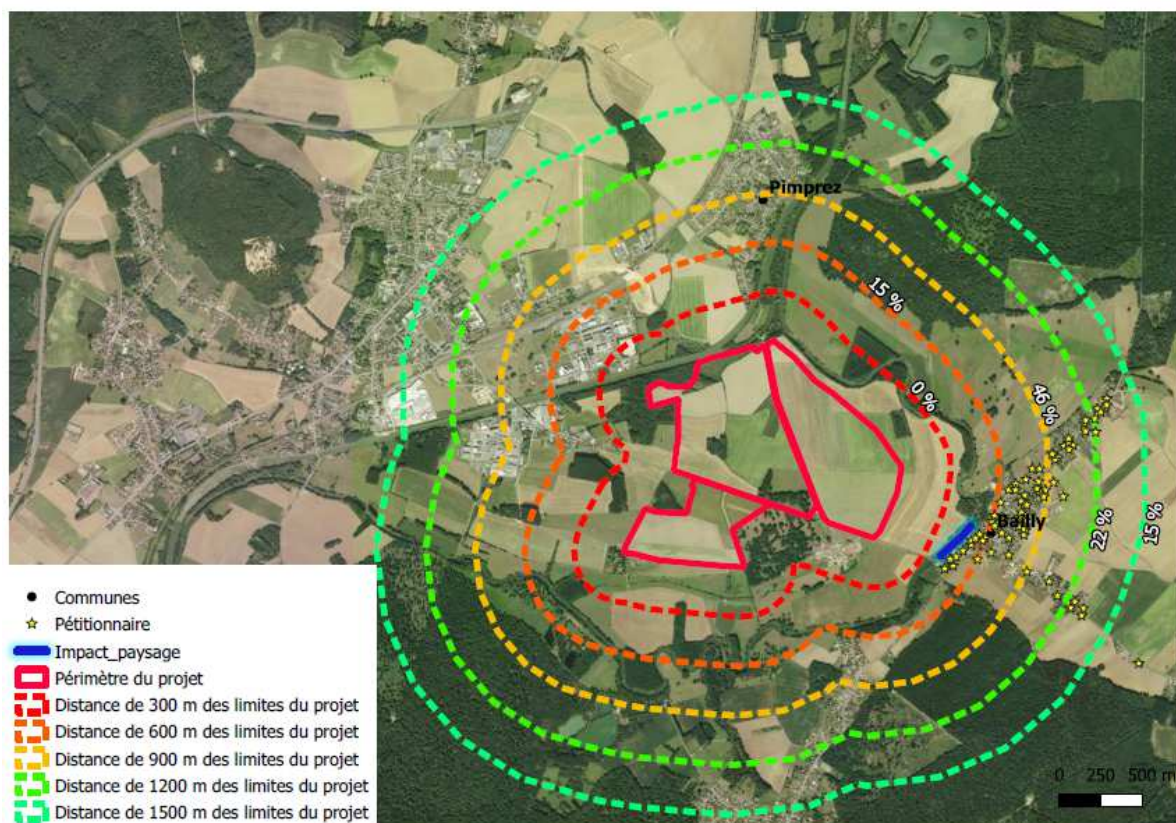 Pimprez
15 %
0 %
46 %
Bailly
22 %
15 %
Communes
Pétitionnaire
Impact_paysage
Périmètre du projet
Distance de 300 m des limites du projet
Distance de 600 m des limites du projet
Distance de 900 m des limites du projet
Distance de 1200 m des limites du projet
Distance de 1500 m des limites du projet
0 250 500 m